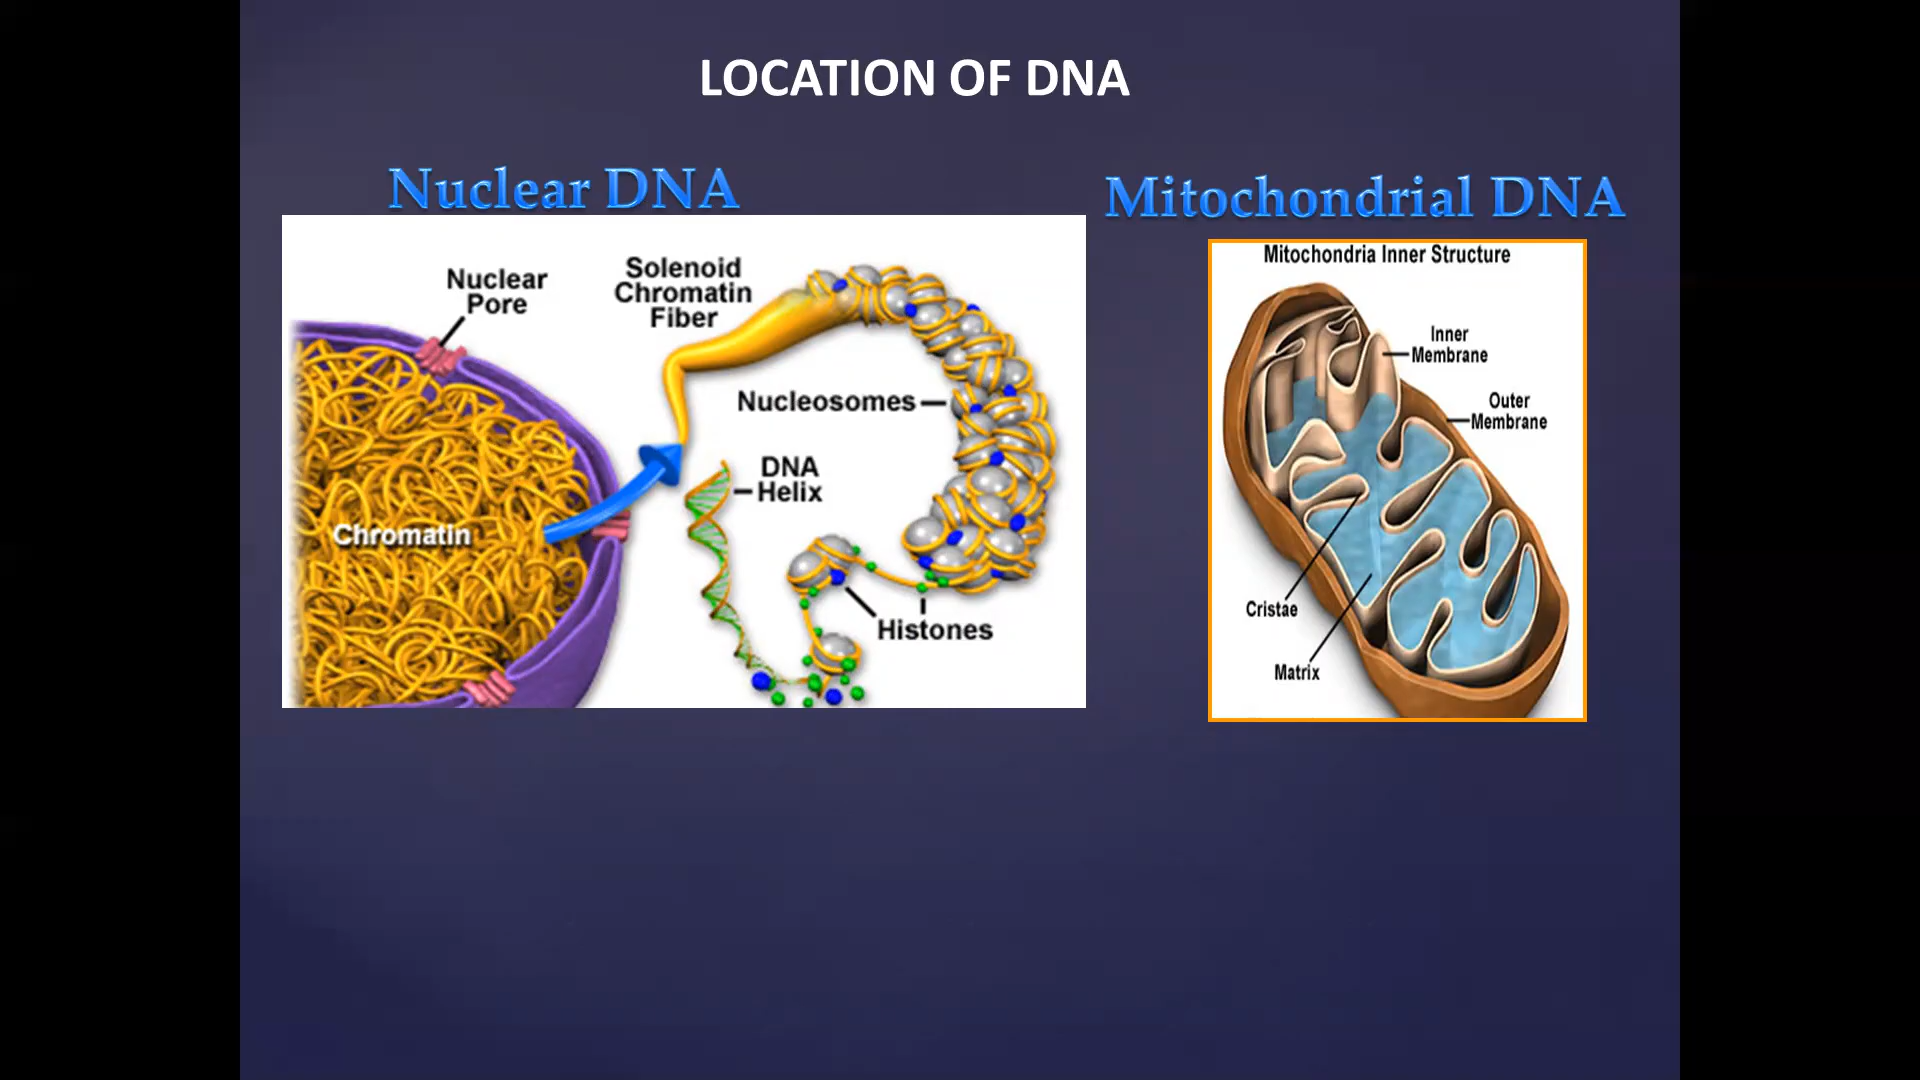 LOCATION OF DNA
Nuclear DNA
Nuclear
Pore
Solenoid
Chromatin
Fiber
Nucleosomes
DNA
Helix
Chromatin
Histones
Mitochondrial DNA
Mitochondria Inner Structure
Inner
Membrane
Outer
Membrane
Cristae
Matrix